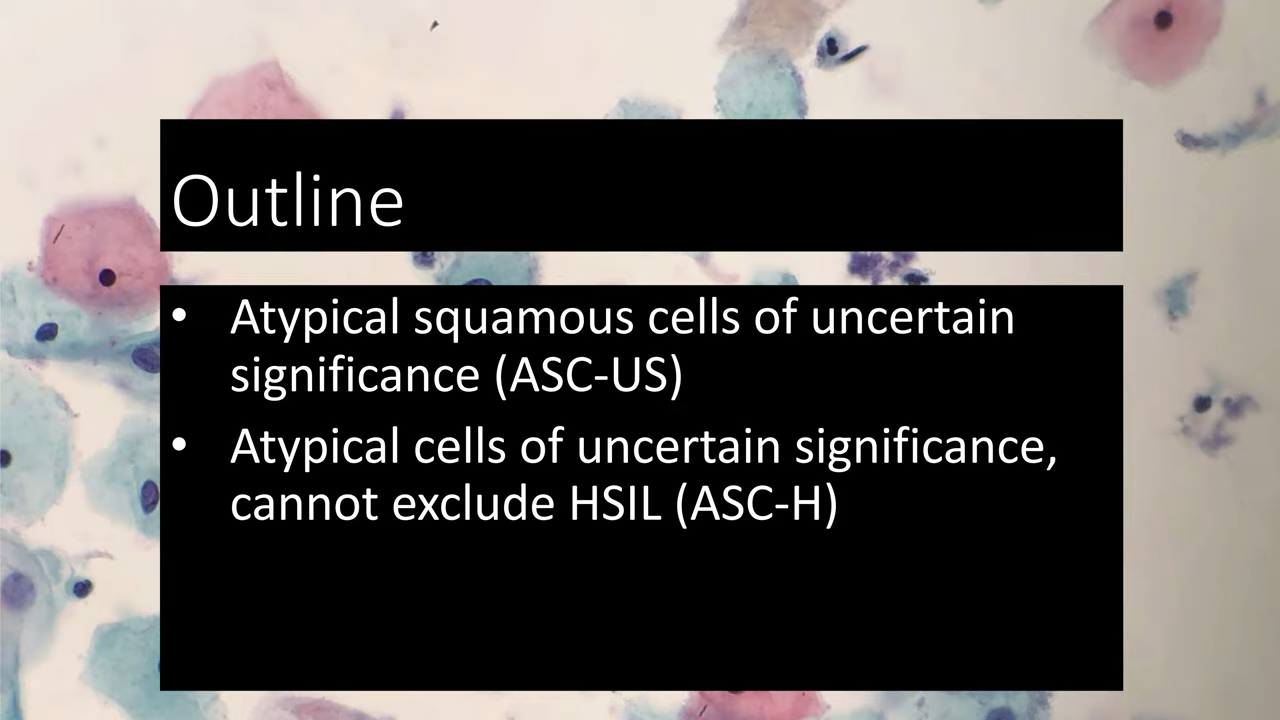 Outline
• Atypical squamous cells of uncertain
significance (ASC-US)
• Atypical cells of uncertain significance,
cannot exclude HSIL (ASC-H)